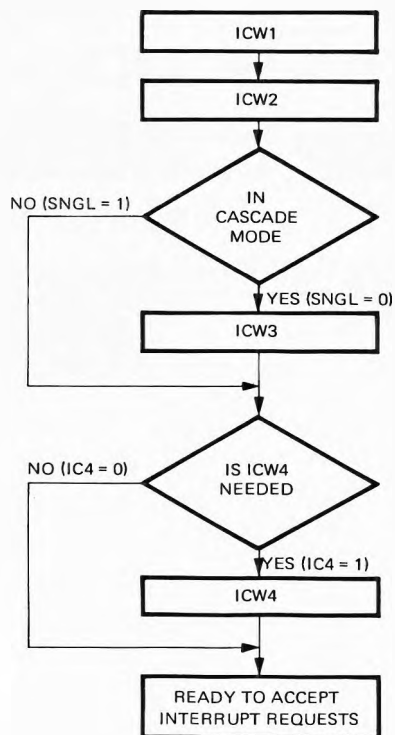 ICW1
ICW2
IN
CASCADE
MODE
NO (SNGL = 1)
YES (SNGL = 0)
ICW3
IS ICW4
NEEDED
NO (IC4 = 0)
YES (IC4 = 1)
ICW4
READY TO ACCEPT
INTERRUPT REQUESTS